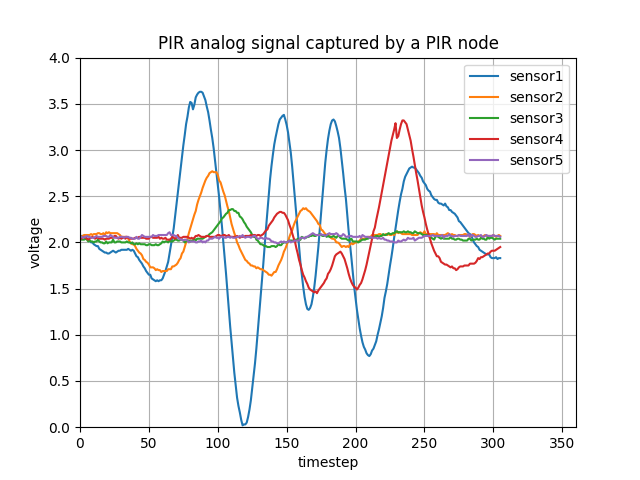 PIR analog signal captured by a PIR node
4.0
3.5
3.0
2.5
2.0
1.5
1.0
0.5
0.0
voltage
sensor1
sensor2
sensor3
sensor4
sensor5
0 50 100 150 200 250 300 350
timestep